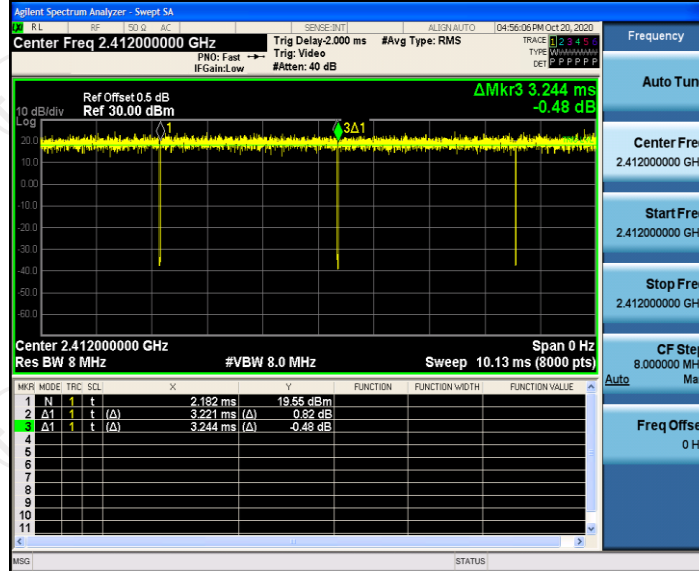 Agilent Spectrum Analyzer - Swept SA
RL RF 50 Ω AC SENSE:INT ALIGN AUTO 04:56:06 PM Oct 20, 2020
Center Freq 2.412000000 GHz
PNO: Fast
IFGain:Low
Trig Delay-2.000 ms
Trig: Video
#Atten: 40 dB
#Avg Type: RMS
TRACE 1 2 3 4 5 6
TYPE
DET P P P P P P
Frequency
Auto Tun
Center Fre
2.412000000 GH
Start Fre
2.412000000 GH
Stop Fre
2.412000000 GH
CF Ste
8.000000 MH
Auto Ma
Freq Offse
0 H
ΔMkr3 3.244 ms
-0.48 dB
Ref Offset 0.5 dB
10 dB/div Ref 30.00 dBm
Log
1
3Δ1
20.0
10.0
0.00
-10.0
-20.0
-30.0
-40.0
-50.0
-60.0
Center 2.412000000 GHz Span 0 Hz
Res BW 8 MHz #VBW 8.0 MHz Sweep 10.13 ms (8000 pts)
MKR MODE TRC SCL X Y FUNCTION FUNCTION WIDTH FUNCTION VALUE
1 N 1 t 2.182 ms 19.55 dBm
2 Δ1 1 t (Δ) 3.221 ms (Δ) 0.82 dB
3 Δ1 1 t (Δ) 3.244 ms (Δ) -0.48 dB
4
5
6
7
8
9
10
11
MSG STATUS